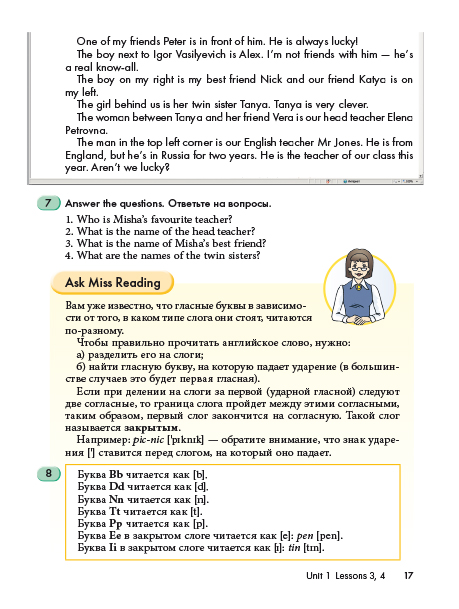 One of my friends Peter is in front of him. He is always lucky!
The boy next to Igor Vasilyevich is Alex. I'm not friends with him — he's
a real know-all.
The boy on my right is my best friend Nick and our friend Katya is on
my left.
The girl behind us is her twin sister Tanya. Tanya is very clever.
The woman between Tanya and her friend Vera is our head teacher Elena
Petrovna.
The man in the top left corner is our English teacher Mr Jones. He is from
England, but he's in Russia for two years. He is the teacher of our class this
year. Aren't we lucky?
7 Answer the questions. Ответьте на вопросы.
1. Who is Misha's favourite teacher?
2. What is the name of the head teacher?
3. What is the name of Misha's best friend?
4. What are the names of the twin sisters?
Ask Miss Reading
Вам уже известно, что гласные буквы в зависимо-
сти от того, в каком типе слога они стоят, читаются
по-разному.
Чтобы правильно прочитать английское слово, нужно:
а) разделить его на слоги;
б) найти гласную букву, на которую падает ударение (в большин-
стве случаев это будет первая гласная).
Если при делении на слоги за первой (ударной гласной) следуют
две согласные, то граница слога пройдет между этими согласными,
таким образом, первый слог закончится на согласную. Такой слог
называется закрытым.
Например: pic-nic ['pɪknɪk] — обратите внимание, что знак ударе-
ния ['] ставится перед слогом, на который оно падает.
8 Буква Bb читается как [b].
Буква Dd читается как [d].
Буква Nn читается как [n].
Буква Tt читается как [t].
Буква Pp читается как [p].
Буква Ee в закрытом слоге читается как [e]: pen [pen].
Буква Ii в закрытом слоге читается как [ɪ]: tin [tɪn].
Unit 1 Lessons 3, 4 17